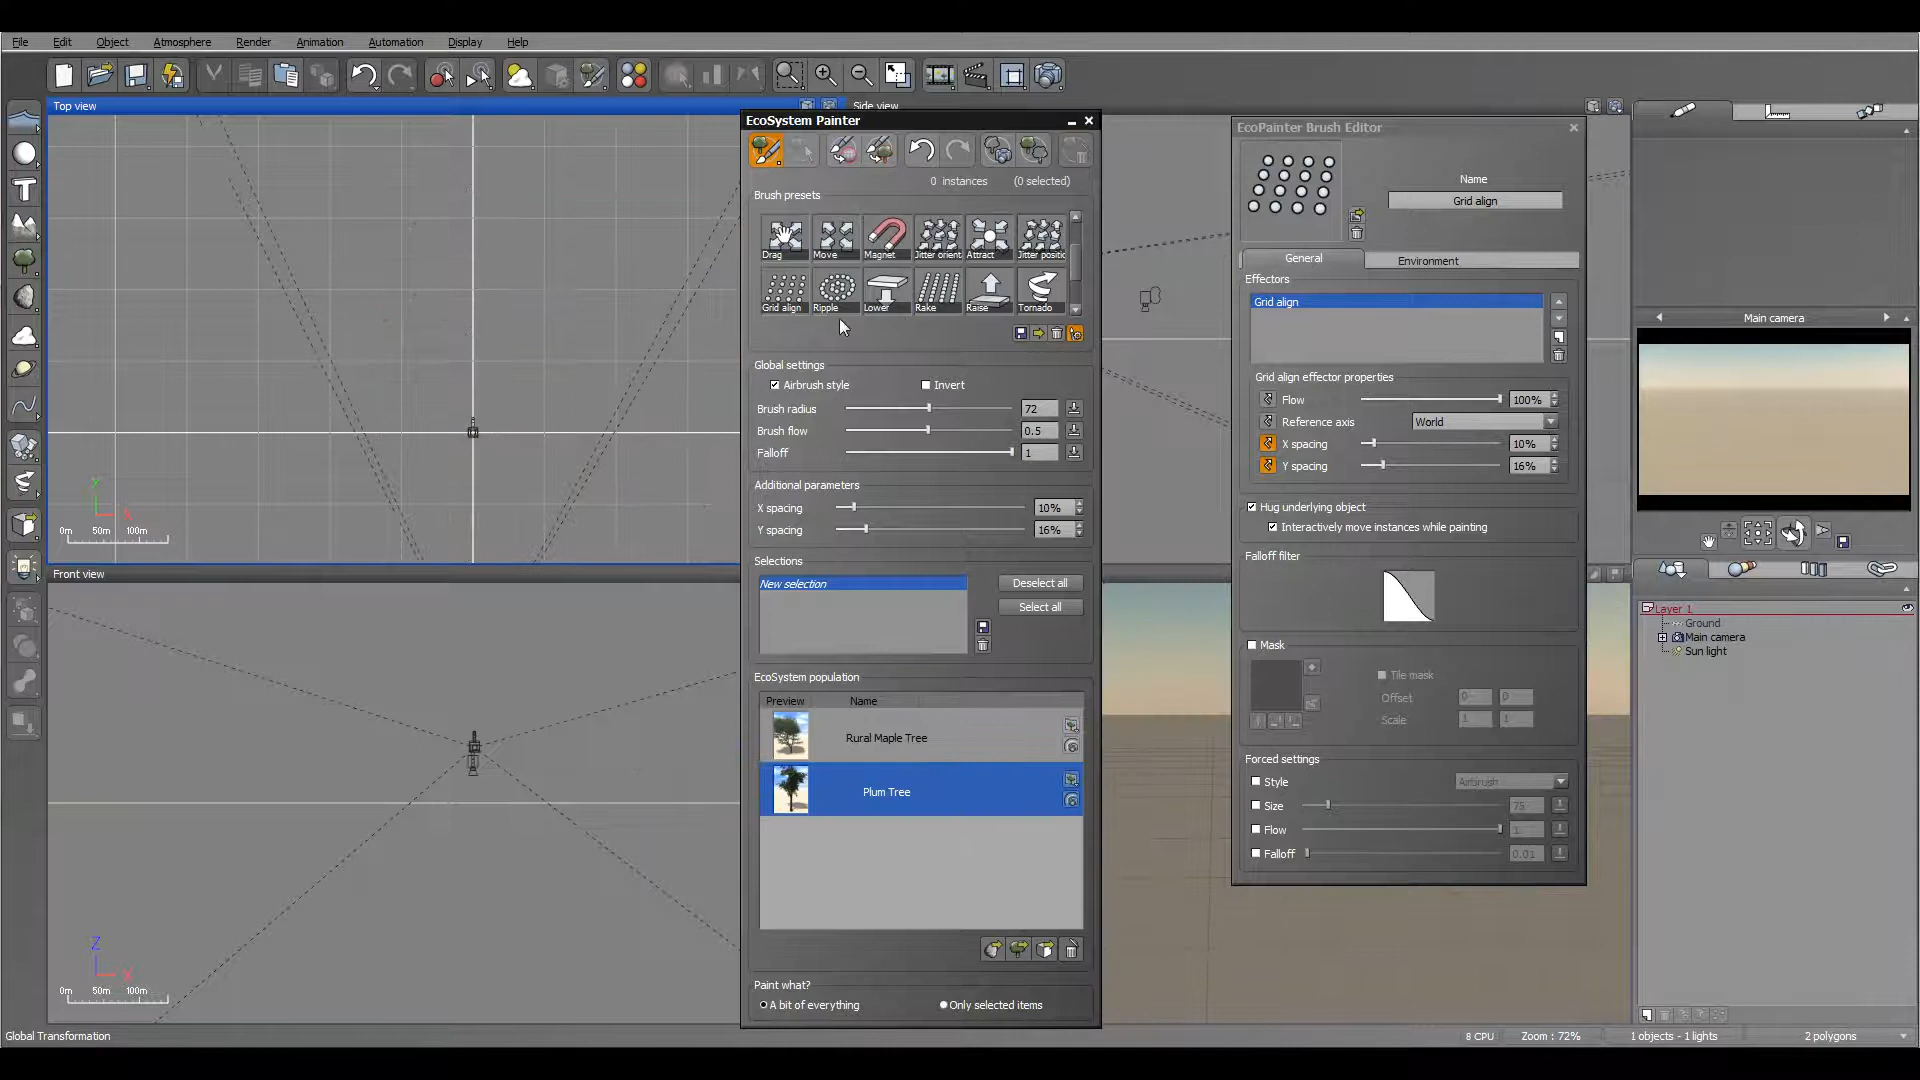 File Edit Object Atmosphere Render Animation Automation Display Help
Top view
Side view
EcoSystem Painter
0 instances (0 selected)
Brush presets
Drag Move Magnet Jitter orient Attract Jitter positic
Grid align Ripple Lower Rake Raise Tornado
Global settings
Airbrush style Invert
Brush radius 72
Brush flow 0.5
Falloff 1
Additional parameters
X spacing 10%
Y spacing 16%
Selections
New selection
Deselect all
Select all
EcoSystem population
Preview Name
Rural Maple Tree
Plum Tree
Paint what?
A bit of everything Only selected items
EcoPainter Brush Editor
Name
Grid align
General Environment
Effectors
Grid align
Grid align effector properties
Flow 100%
Reference axis World
X spacing 10%
Y spacing 16%
Hug underlying object
Interactively move instances while painting
Falloff filter
Mask
Tile mask
Offset 0 0
Scale 1 1
Forced settings
Style Airbrush
Size 75
Flow 1
Falloff 0.01
Main camera
Layer 1
Ground
Main camera
Sun light
Y
X
0m 50m 100m
Front view
Z
X
0m 50m 100m
Global Transformation
8 CPU Zoom : 72% 1 objects - 1 lights 2 polygons